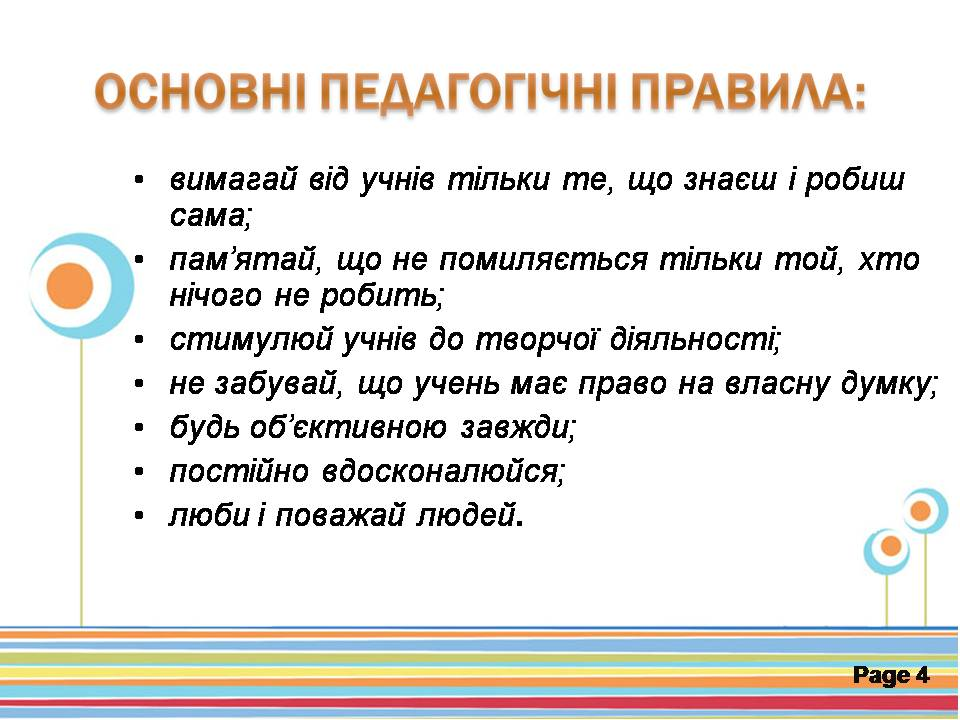 ОСНОВНІ ПЕДАГОГІЧНІ ПРАВИЛА:
• вимагай від учнів тільки те, що знаєш і робиш
сама;
• пам’ятай, що не помиляється тільки той, хто
нічого не робить;
• стимулюй учнів до творчої діяльності;
• не забувай, що учень має право на власну думку;
• будь об’єктивною завжди;
• постійно вдосконалюйся;
• люби і поважай людей.
Page 4